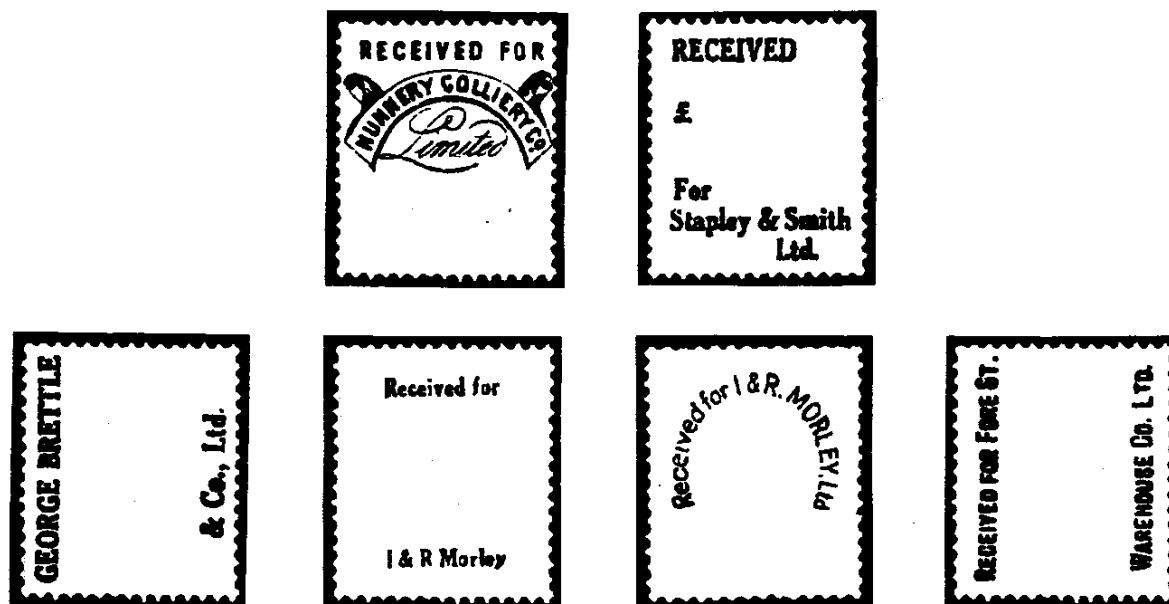 RECEIVED FOR
NUNNERY COLLIERY CO.
Limited
RECEIVED
£
For
Stapley & Smith
Ltd.
GEORGE BRETTLE
& Co., Ltd.
Received for
I & R Morley
Received for I & R. MORLEY. LTD
RECEIVED FOR FORE ST.
WAREHOUSE CO. LTD.